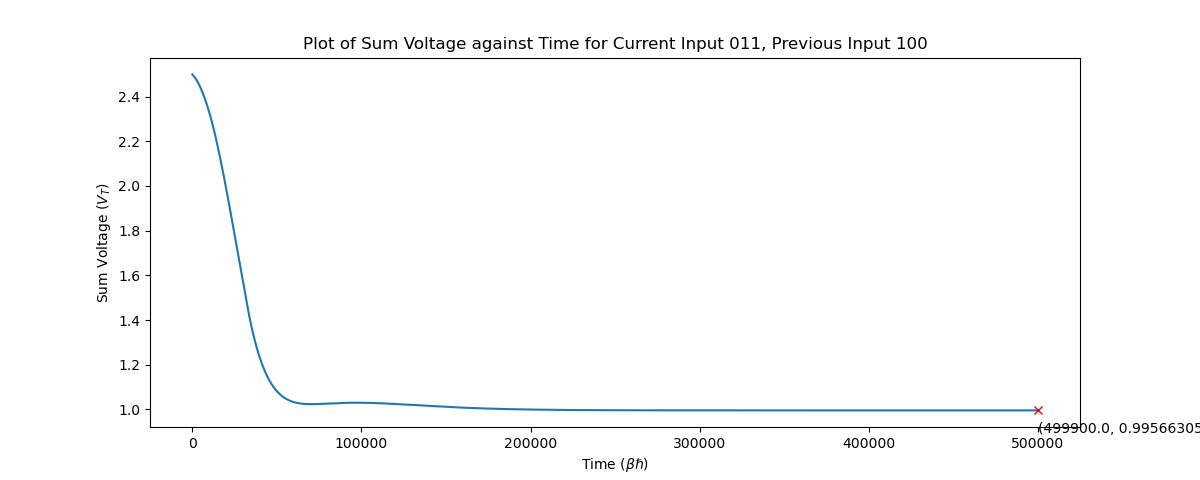 Plot of Sum Voltage against Time for Current Input 011, Previous Input 100
Sum Voltage (V_T)
2.4
2.2
2.0
1.8
1.6
1.4
1.2
1.0
0 100000 200000 300000 400000 500000
(499900.0, 0.99566305
Time (βħ)